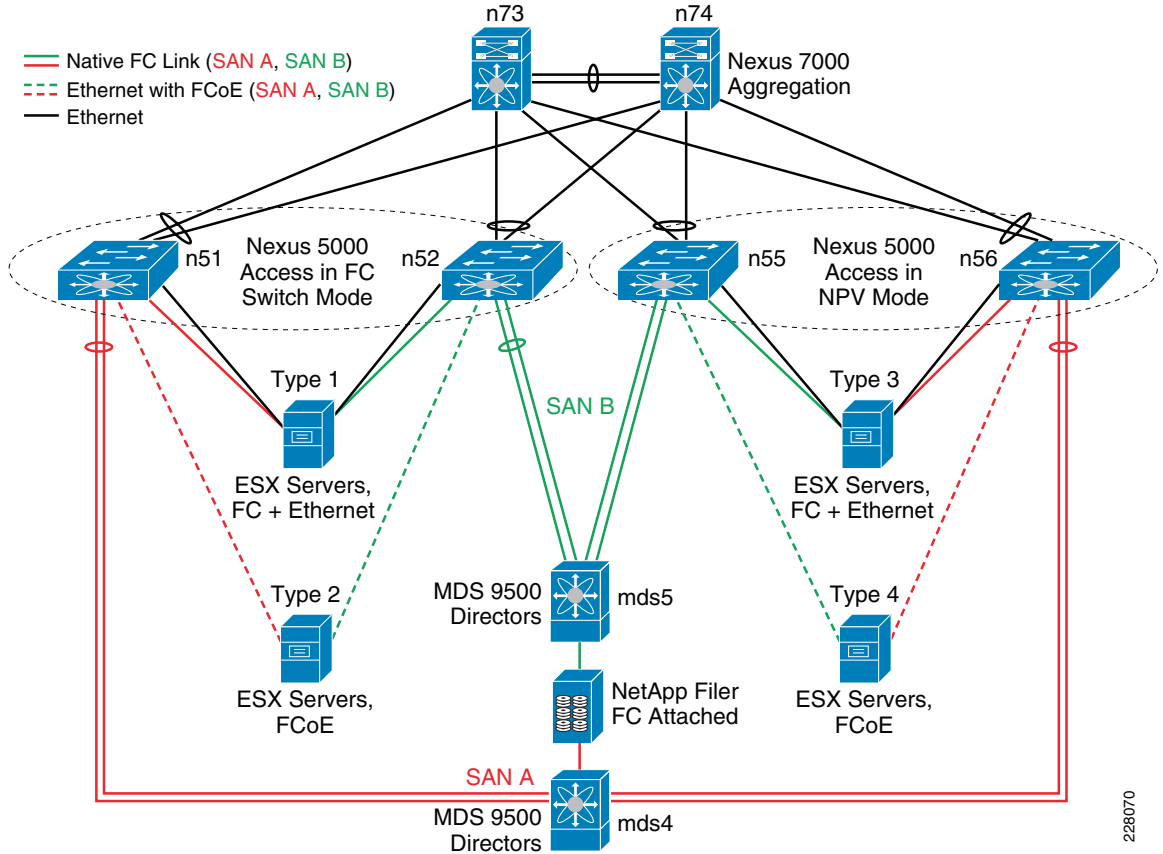 n73
n74
Native FC Link (SAN A, SAN B)
Ethernet with FCoE (SAN A, SAN B)
Ethernet
Nexus 7000
Aggregation
n51
Nexus 5000
Access in FC
Switch Mode
n52
n55
Nexus 5000
Access in
NPV Mode
n56
Type 1
ESX Servers,
FC + Ethernet
SAN B
Type 3
ESX Servers,
FC + Ethernet
Type 2
ESX Servers,
FCoE
MDS 9500
Directors
mds5
Type 4
ESX Servers,
FCoE
NetApp Filer
FC Attached
SAN A
MDS 9500
Directors
mds4
228070